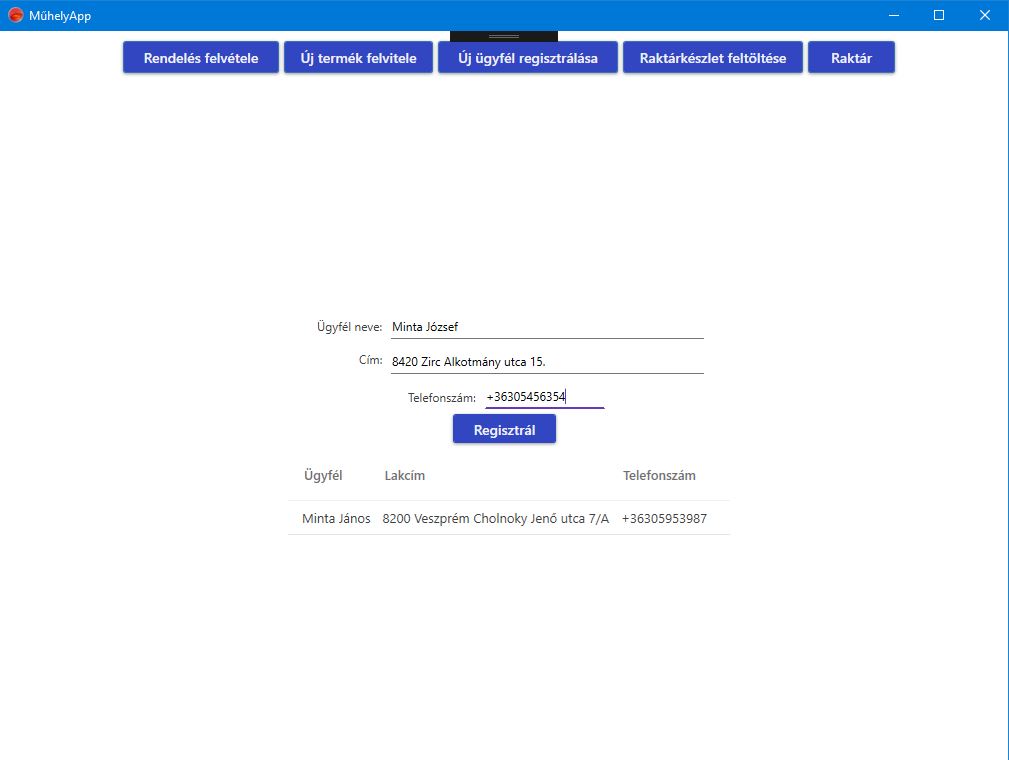 MűhelyApp
Rendelés felvétele Új termék felvitele Új ügyfél regisztrálása Raktárkészlet feltöltése Raktár
Ügyfél neve: Minta József
Cím: 8420 Zirc Alkotmány utca 15.
Telefonszám: +36305456354
Regisztrál
Ügyfél Lakcím Telefonszám
Minta János 8200 Veszprém Cholnoky Jenő utca 7/A +36305953987